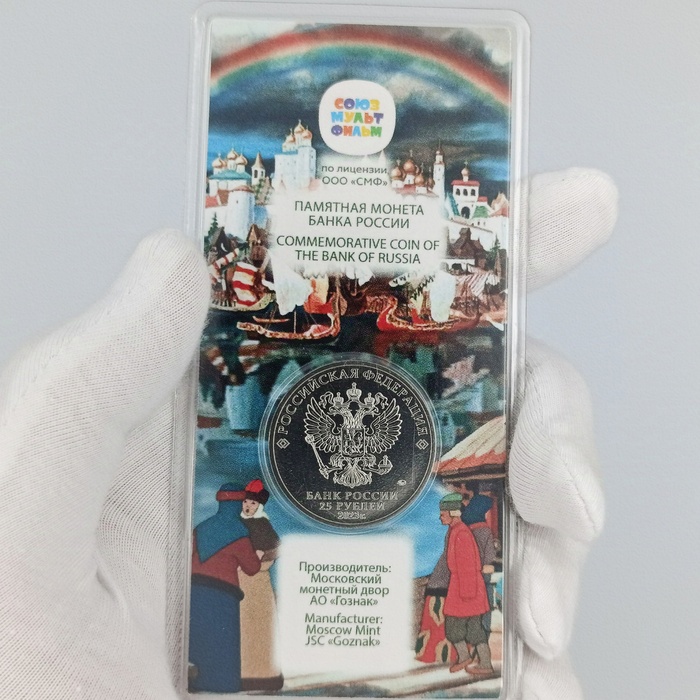 СОЮЗ
МУЛЬТ
ФИЛЬМ
по лицензии
ООО «СМФ»
ПАМЯТНАЯ МОНЕТА
БАНКА РОССИИ
COMMEMORATIVE COIN OF
THE BANK OF RUSSIA
РОССИЙСКАЯ ФЕДЕРАЦИЯ
БАНК РОССИИ
25 РУБЛЕЙ
2023г.
Производитель:
Московский
монетный двор
АО «Гознак»
Manufacturer:
Moscow Mint
JSC «Goznak»